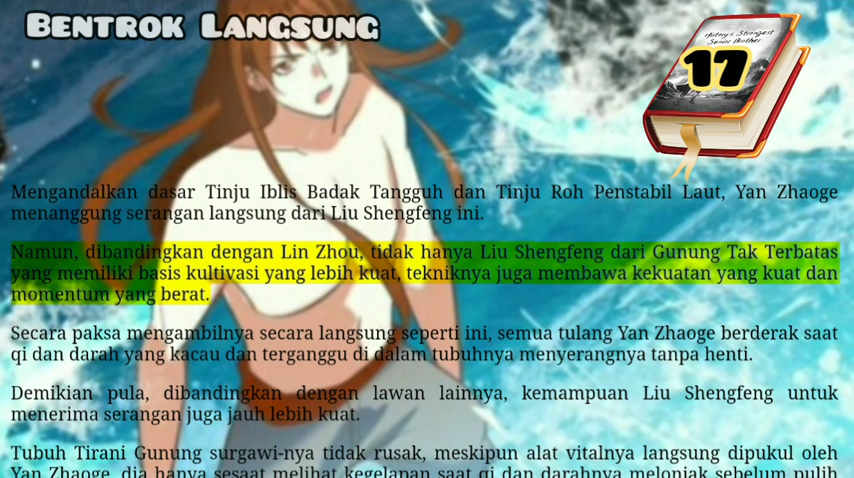 BENTROK LANGSUNG
History's Strongest
Senior Brother
17
Mengandalkan dasar Tinju Iblis Badak Tangguh dan Tinju Roh Penstabil Laut, Yan Zhaoge
menanggung serangan langsung dari Liu Shengfeng ini.
Namun, dibandingkan dengan Lin Zhou, tidak hanya Liu Shengfeng dari Gunung Tak Terbatas
yang memiliki basis kultivasi yang lebih kuat, tekniknya juga membawa kekuatan yang kuat dan
momentum yang berat.
Secara paksa mengambilnya secara langsung seperti ini, semua tulang Yan Zhaoge berderak saat
qi dan darah yang kacau dan terganggu di dalam tubuhnya menyerangnya tanpa henti.
Demikian pula, dibandingkan dengan lawan lainnya, kemampuan Liu Shengfeng untuk
menerima serangan juga jauh lebih kuat.
Tubuh Tirani Gunung surgawi-nya tidak rusak, meskipun alat vitalnya langsung dipukul oleh
Yan Zhaoge, dia hanya sesaat melihat kegelapan saat qi dan darahnya melonjak sebelum pulih